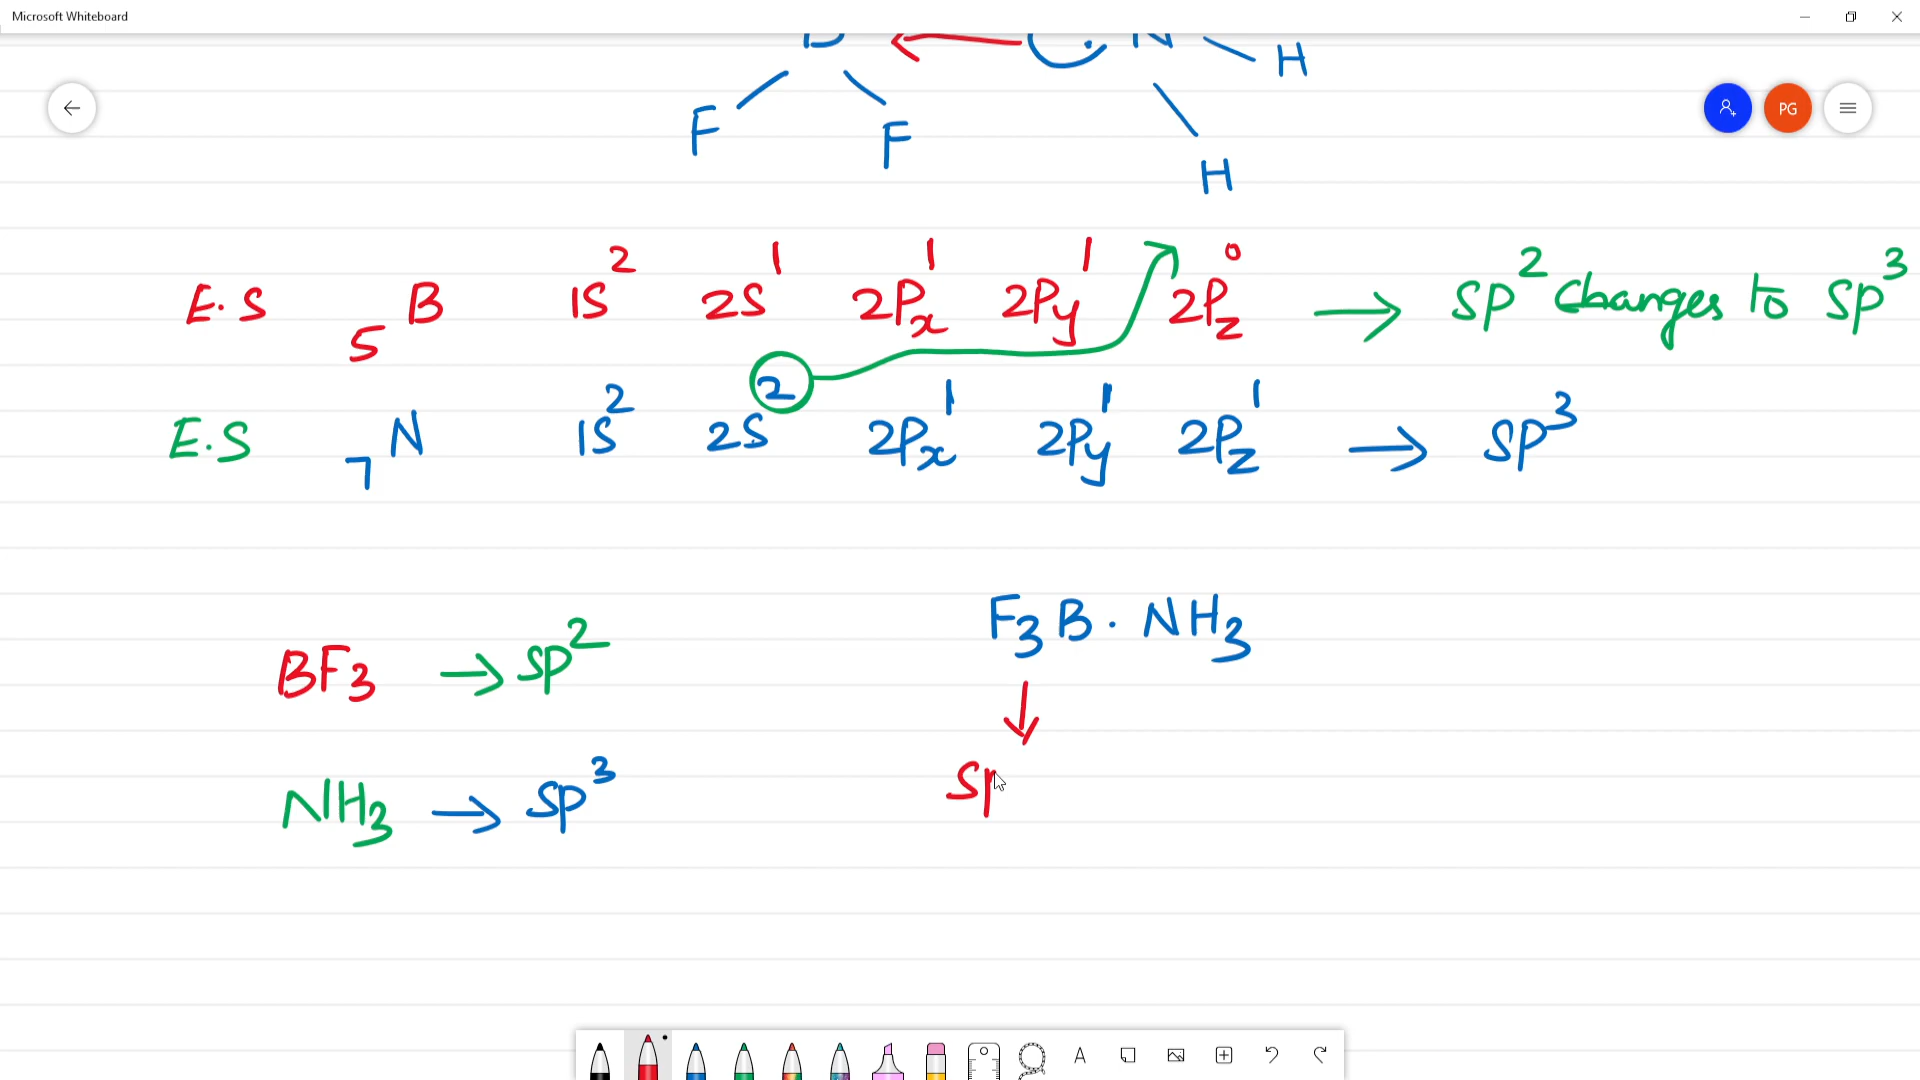 Microsoft Whiteboard
N H
F F
H
PG
E.S 5B 1S² 2S¹ 2Pₓ¹ 2Py¹ 2Pz⁰ → SP² Changes to SP³
E.S 7N 1S² 2S² 2Pₓ¹ 2Py¹ 2Pz¹ → SP³
F₃B . NH₃
BF₃ → SP²
↓
SP
NH₃ → SP³
A